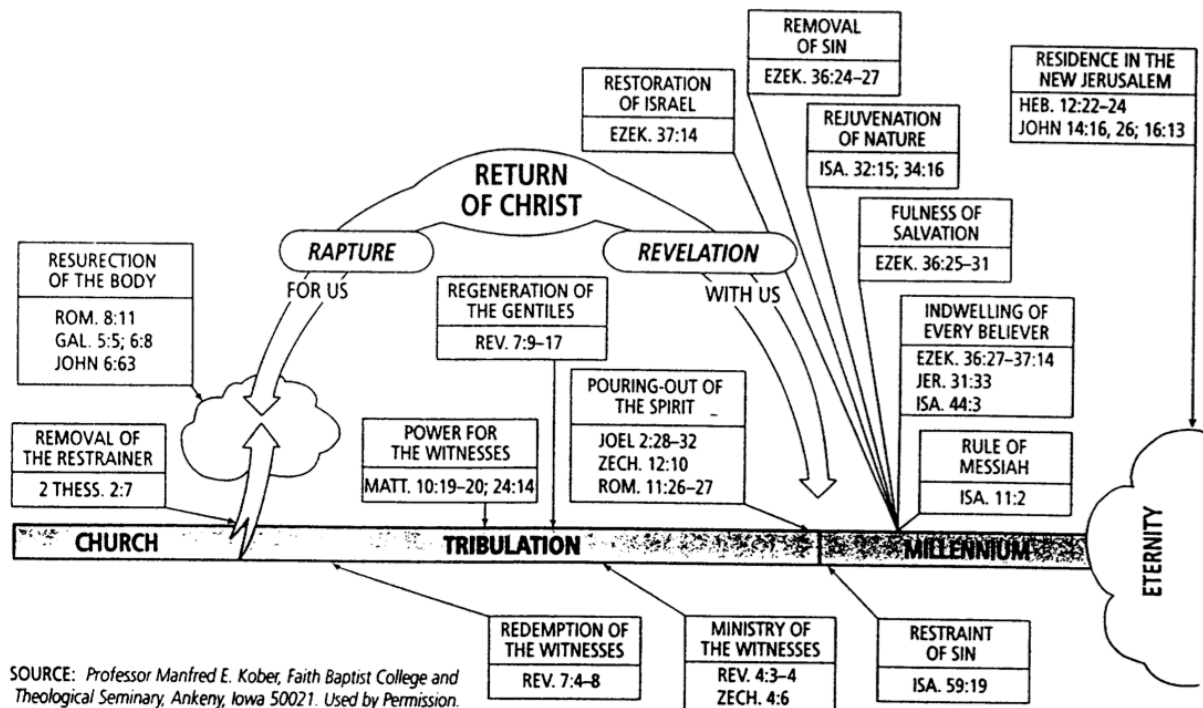 REMOVAL
OF SIN
EZEK. 36:24–27
RESIDENCE IN THE
NEW JERUSALEM
HEB. 12:22–24
JOHN 14:16, 26; 16:13
RESTORATION
OF ISRAEL
EZEK. 37:14
REJUVENATION
OF NATURE
ISA. 32:15; 34:16
RETURN
OF CHRIST
RAPTURE
REVELATION
FOR US
WITH US
FULNESS OF
SALVATION
EZEK. 36:25–31
RESURECTION
OF THE BODY
ROM. 8:11
GAL. 5:5; 6:8
JOHN 6:63
REGENERATION OF
THE GENTILES
REV. 7:9–17
INDWELLING OF
EVERY BELIEVER
EZEK. 36:27–37:14
JER. 31:33
ISA. 44:3
POURING-OUT OF
THE SPIRIT
JOEL 2:28–32
ZECH. 12:10
ROM. 11:26–27
REMOVAL OF
THE RESTRAINER
2 THESS. 2:7
POWER FOR
THE WITNESSES
MATT. 10:19–20; 24:14
RULE OF
MESSIAH
ISA. 11:2
CHURCH
TRIBULATION
MILLENNIUM
ETERNITY
REDEMPTION OF
THE WITNESSES
REV. 7:4–8
MINISTRY OF
THE WITNESSES
REV. 4:3–4
ZECH. 4:6
RESTRAINT
OF SIN
ISA. 59:19
SOURCE: Professor Manfred E. Kober, Faith Baptist College and
Theological Seminary, Ankeny, Iowa 50021. Used by Permission.